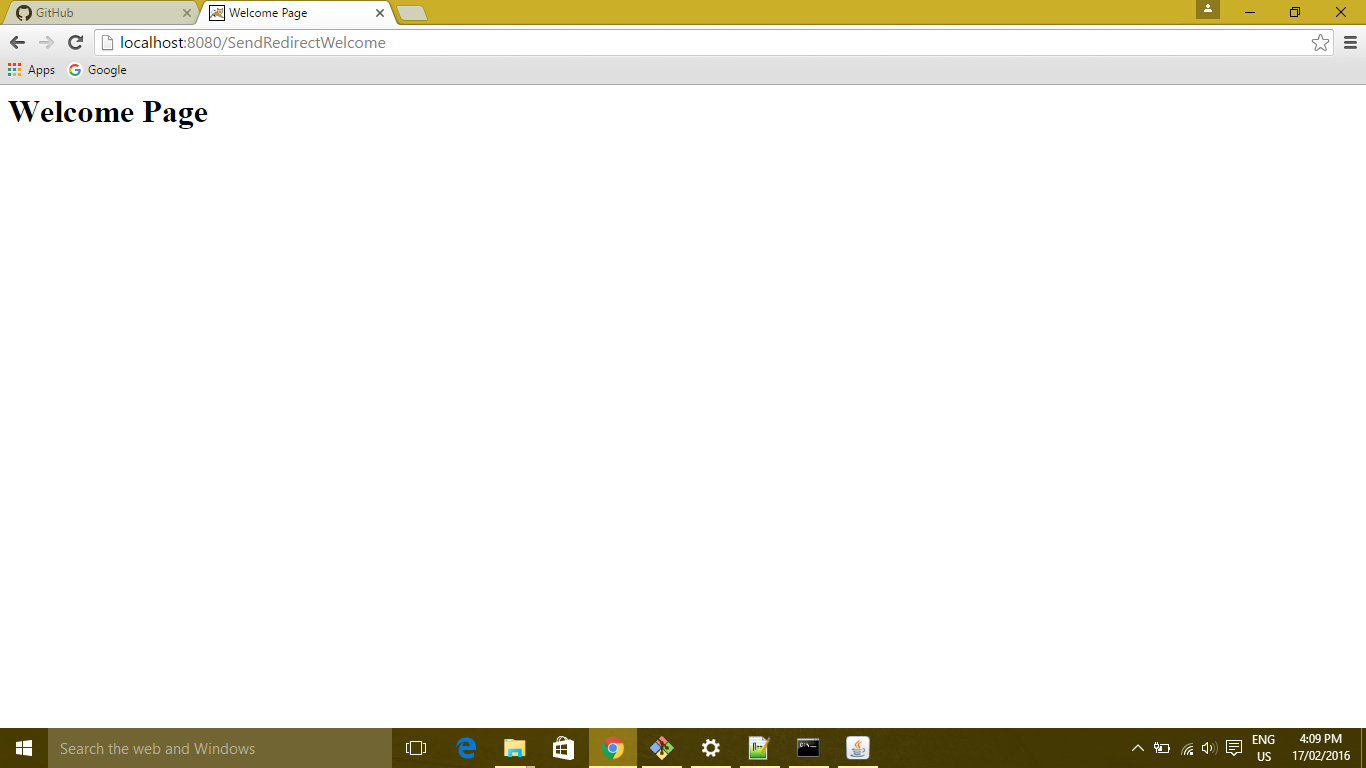 GitHub
Welcome Page
localhost:8080/SendRedirectWelcome
Apps
Google
Welcome Page
Search the web and Windows
ENG
US
4:09 PM
17/02/2016